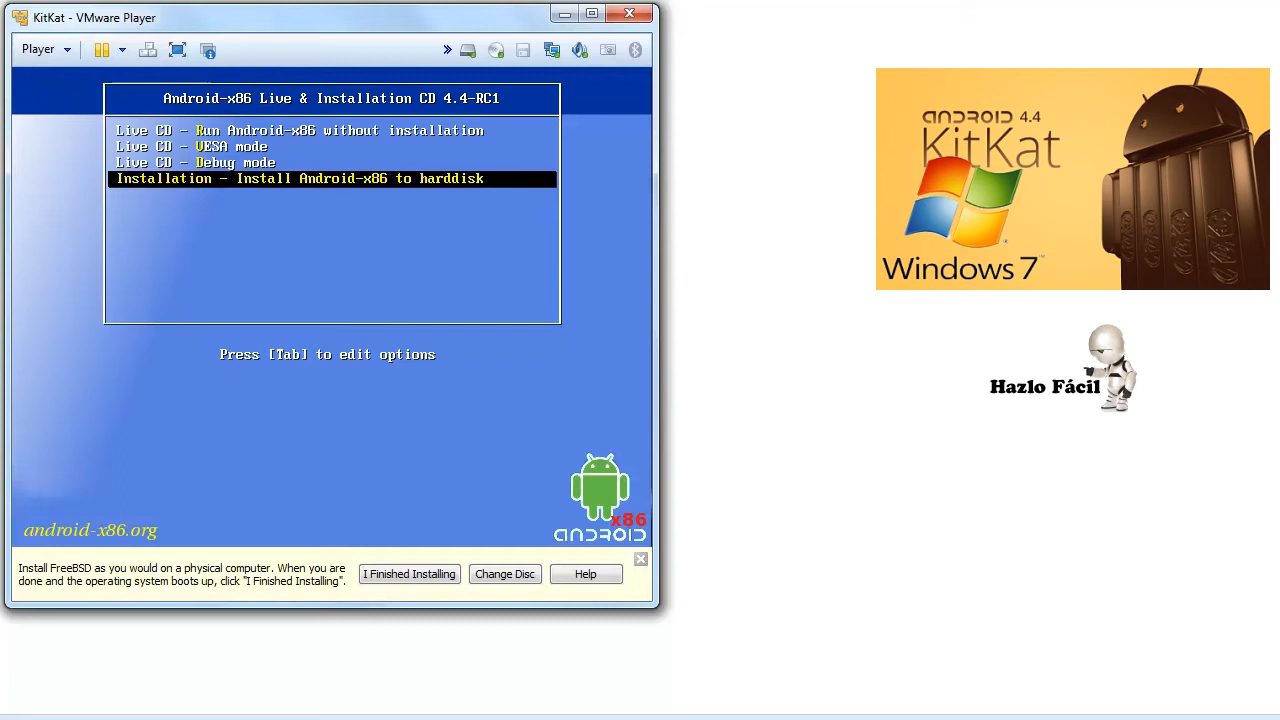 KitKat - VMware Player
Player
Android-x86 Live & Installation CD 4.4-RC1
Live CD - Run Android-x86 without installation
Live CD - VESA mode
Live CD - Debug mode
Installation - Install Android-x86 to harddisk
Press [Tab] to edit options
android-x86.org
x86
ANDROID
Install FreeBSD as you would on a physical computer. When you are
done and the operating system boots up, click "I Finished Installing".
I Finished Installing
Change Disc
Help
ANDROID 4.4
KitKat
Windows 7
Hazlo Fácil